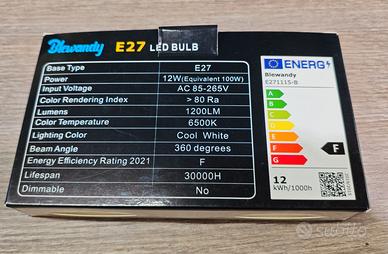 Blewandy E27 LED BULB
Base Type E27
Power 12W(Equivalent 100W)
Input Voltage AC 85-265V
Color Rendering Index > 80 Ra
Lumens 1200LM
Color Temperature 6500K
Lighting Color Cool White
Beam Angle 360 degrees
Energy Efficiency Rating 2021 F
Lifespan 30000H
Dimmable No
ENERG
Blewandy
E271115-B
A
B
C
D
E
F
G
F
12
kWh/1000h
subito